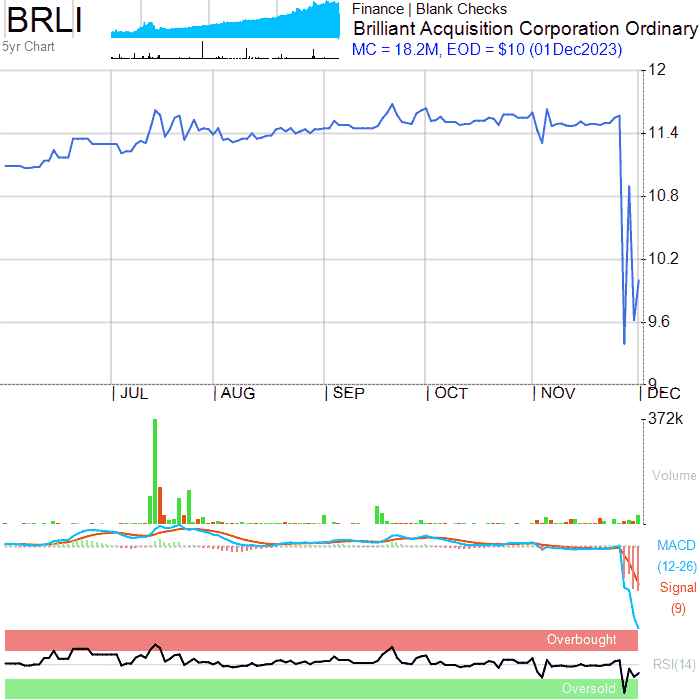 BRLI
5yr Chart
Finance | Blank Checks
Brilliant Acquisition Corporation Ordinary
MC = 18.2M, EOD = $10 (01Dec2023)
12
11.4
10.8
10.2
9.6
9
JUL
AUG
SEP
OCT
NOV
DEC
372k
Volume
MACD
(12-26)
Signal
(9)
Overbought
RSI(14)
Oversold